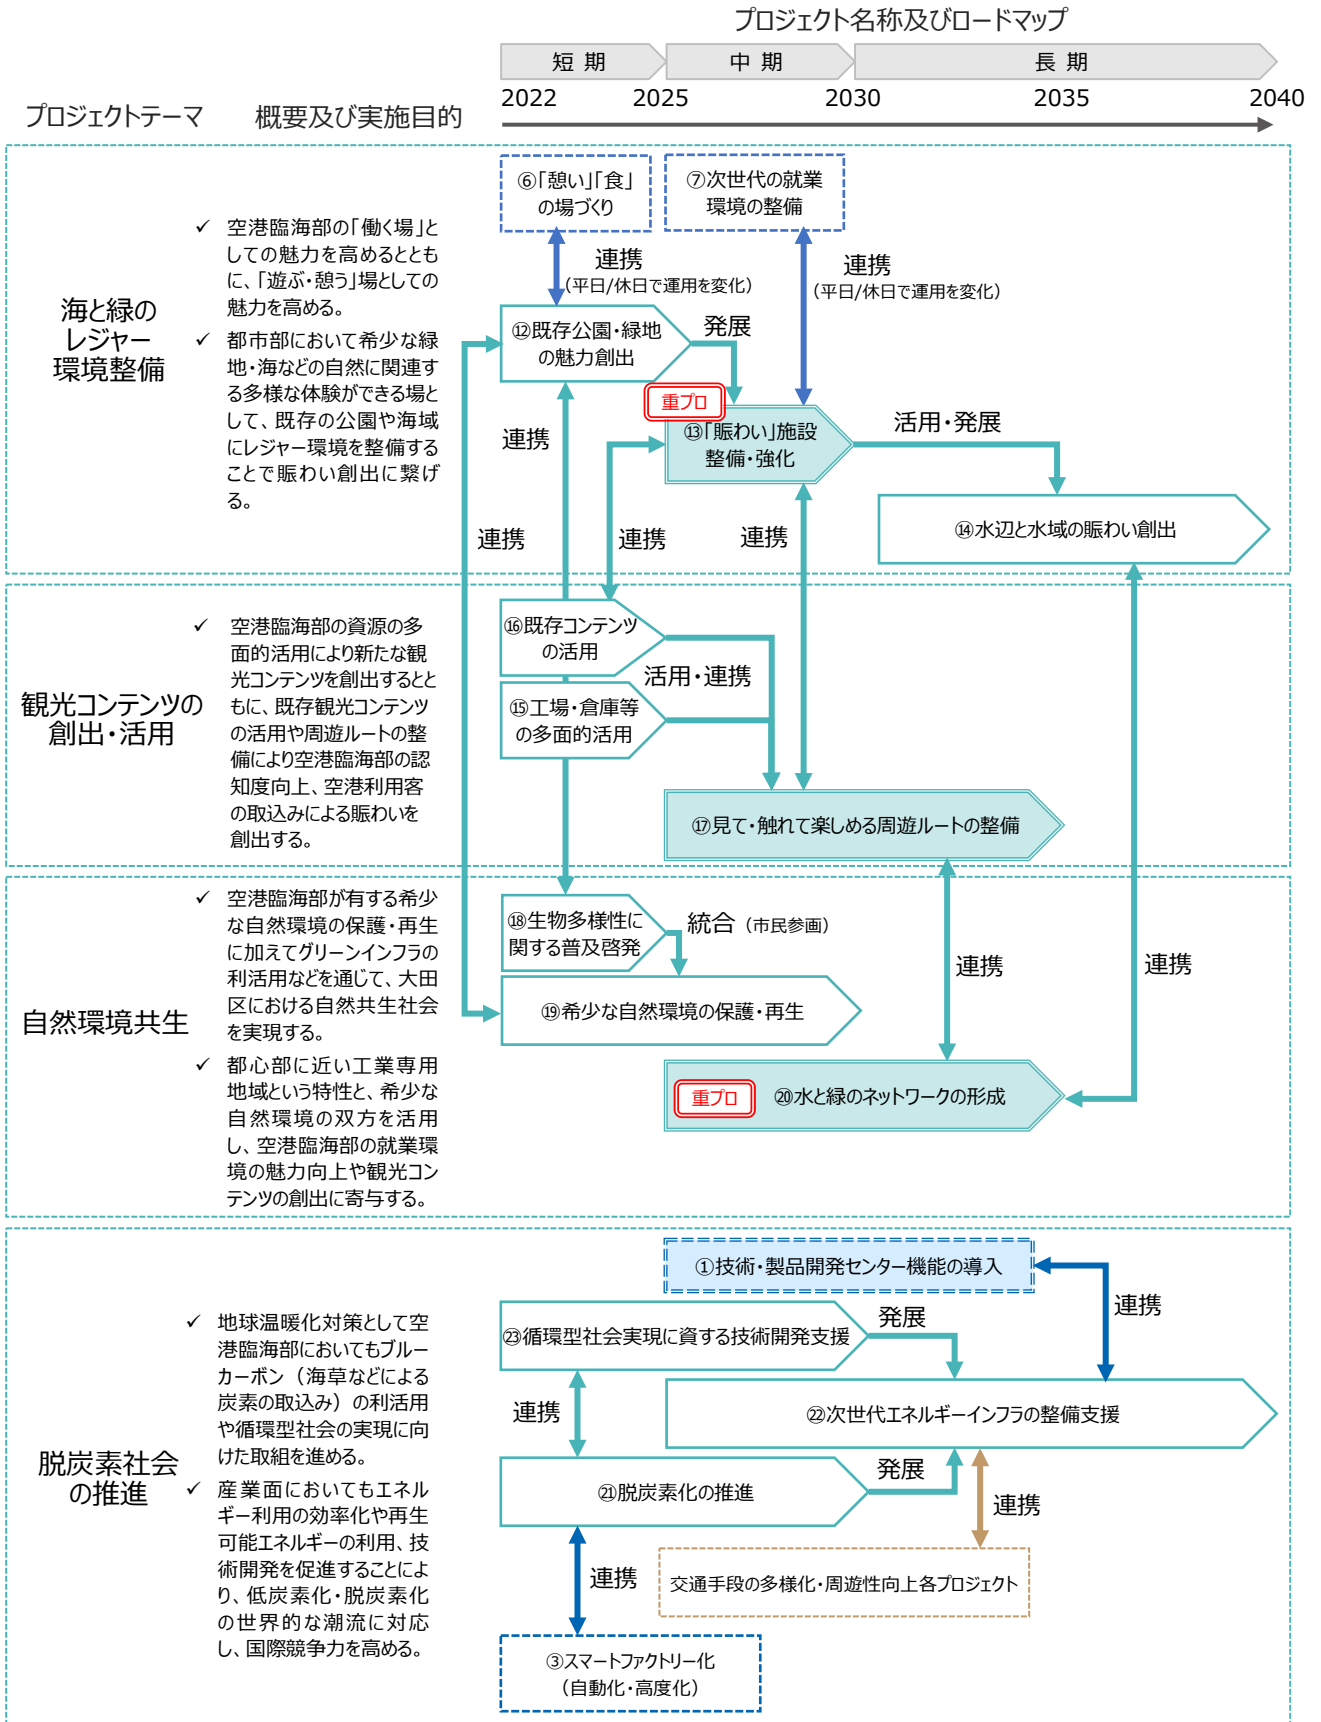 プロジェクト名称及びロードマップ
短 期
中 期
長 期
2022
2025
2030
2035
2040
プロジェクトテーマ
概要及び実施目的
海と緑の
レジャー
環境整備
✓ 空港臨海部の「働く場」と
しての魅力を高めるととも
に、「遊ぶ・憩う」場としての
魅力を高める。
✓ 都市部において希少な緑
地・海などの自然に関連す
る多様な体験ができる場と
して、既存の公園や海域
にレジャー環境を整備する
ことで賑わい創出に繋げ
る。
⑥「憩い」「食」
の場づくり
⑦次世代の就業
環境の整備
連携
（平日/休日で運用を変化）
連携
（平日/休日で運用を変化）
⑫既存公園・緑地
の魅力創出
発展
重プロ
⑬「賑わい」施設
整備・強化
活用・発展
連携
⑭水辺と水域の賑わい創出
連携
連携
連携
観光コンテンツの
創出・活用
✓ 空港臨海部の資源の多
面的活用により新たな観
光コンテンツを創出するとと
もに、既存観光コンテンツ
の活用や周遊ルートの整
備により空港臨海部の認
知度向上、空港利用客
の取込みによる賑わいを
創出する。
⑯既存コンテンツ
の活用
活用・連携
⑮工場・倉庫等
の多面的活用
⑰見て・触れて楽しめる周遊ルートの整備
自然環境共生
✓ 空港臨海部が有する希少
な自然環境の保護・再生
に加えてグリーンインフラの
利活用などを通じて、大田
区における自然共生社会
を実現する。
✓ 都心部に近い工業専用
地域という特性と、希少な
自然環境の双方を活用
し、空港臨海部の就業環
境の魅力向上や観光コン
テンツの創出に寄与する。
⑱生物多様性に
関する普及啓発
統合（市民参画）
連携
連携
⑲希少な自然環境の保護・再生
重プロ
⑳水と緑のネットワークの形成
脱炭素社会
の推進
✓ 地球温暖化対策として空
港臨海部においてもブルー
カーボン（海草などによる
炭素の取込み）の利活用
や循環型社会の実現に向
けた取組を進める。
✓ 産業面においてもエネル
ギー利用の効率化や再生
可能エネルギーの利用、技
術開発を促進することによ
り、低炭素化・脱炭素化
の世界的な潮流に対応
し、国際競争力を高める。
①技術・製品開発センター機能の導入
連携
㉓循環型社会実現に資する技術開発支援
発展
連携
㉒次世代エネルギーインフラの整備支援
㉑脱炭素化の推進
発展
連携
連携
交通手段の多様化・周遊性向上各プロジェクト
③スマートファクトリー化
（自動化・高度化）